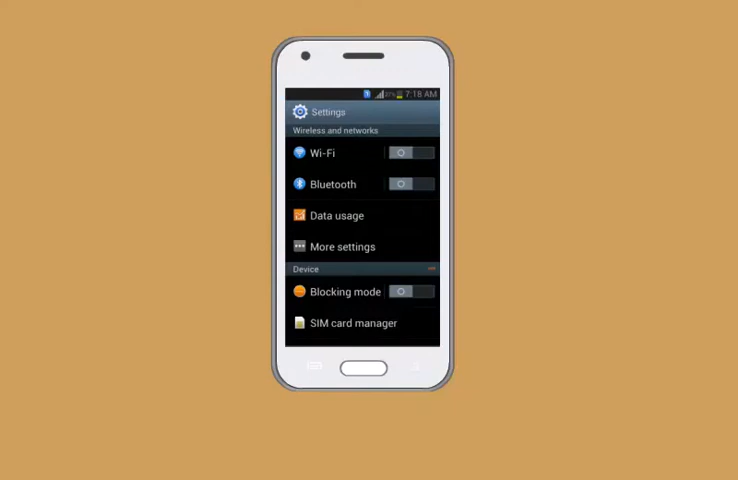 7:18 AM
Settings
Wireless and networks
Wi-Fi
Bluetooth
Data usage
More settings
Device
Blocking mode
SIM card manager